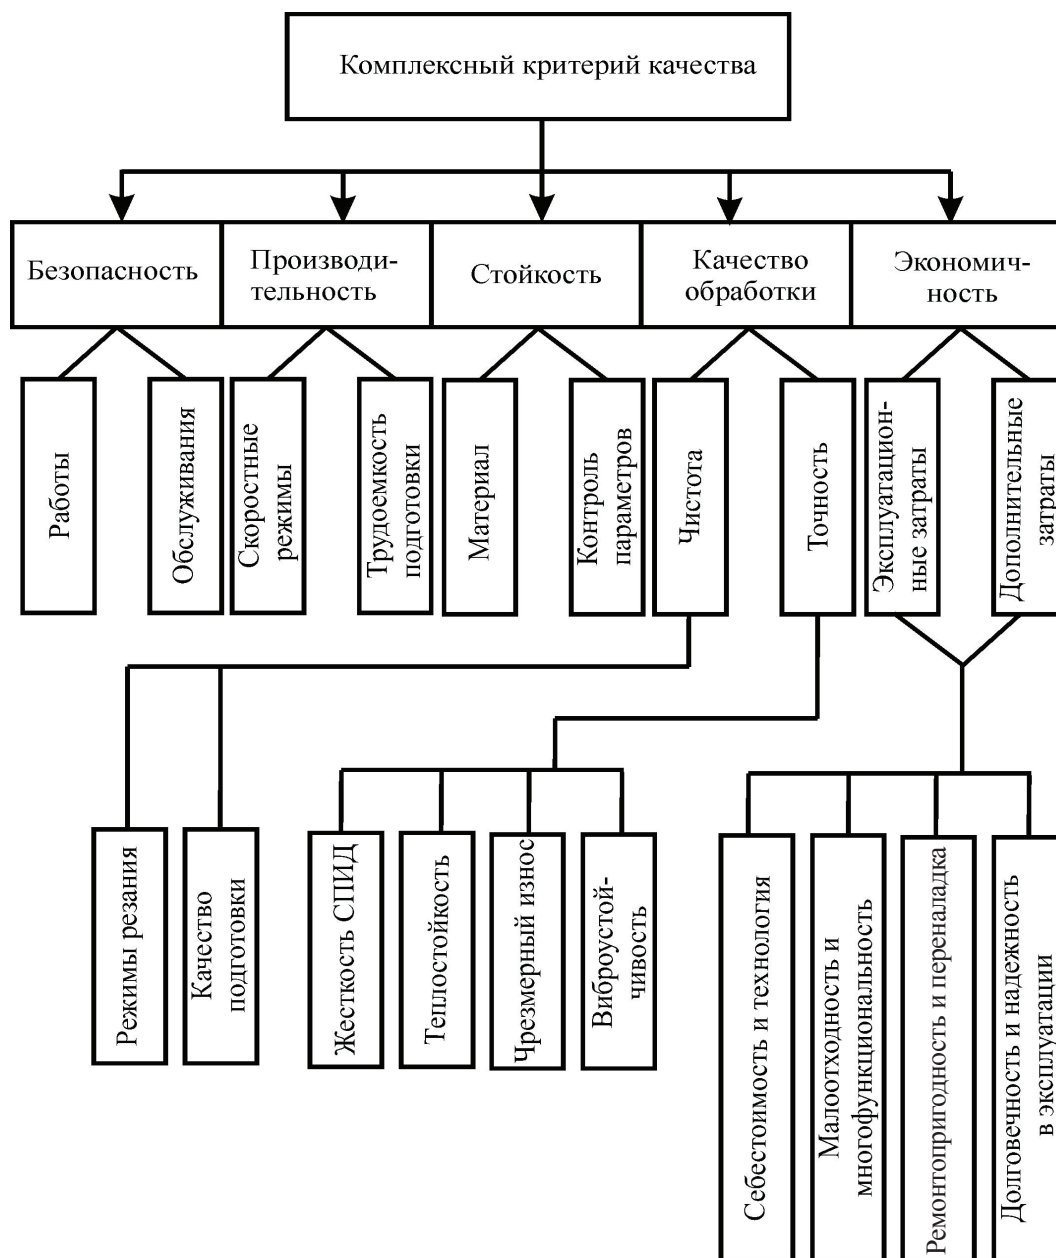 Комплексный критерий качества
Безопасность
Производи-
тельность
Стойкость
Качество
обработки
Экономич-
ность
Работы
Обслуживания
Скоростные
режимы
Трудоемкость
подготовки
Материал
Контроль
параметров
Чистота
Точность
Эксплуатацион-
ные затраты
Дополнительные
затраты
Режимы резания
Качество
подготовки
Жесткость СПИД
Теплостойкость
Чрезмерный износ
Виброустой-
чивость
Себестоимость и технология
Малоотходность и
многофункциональность
Ремонтопригодность и переналадка
Долговечность и надежность
в эксплуатации